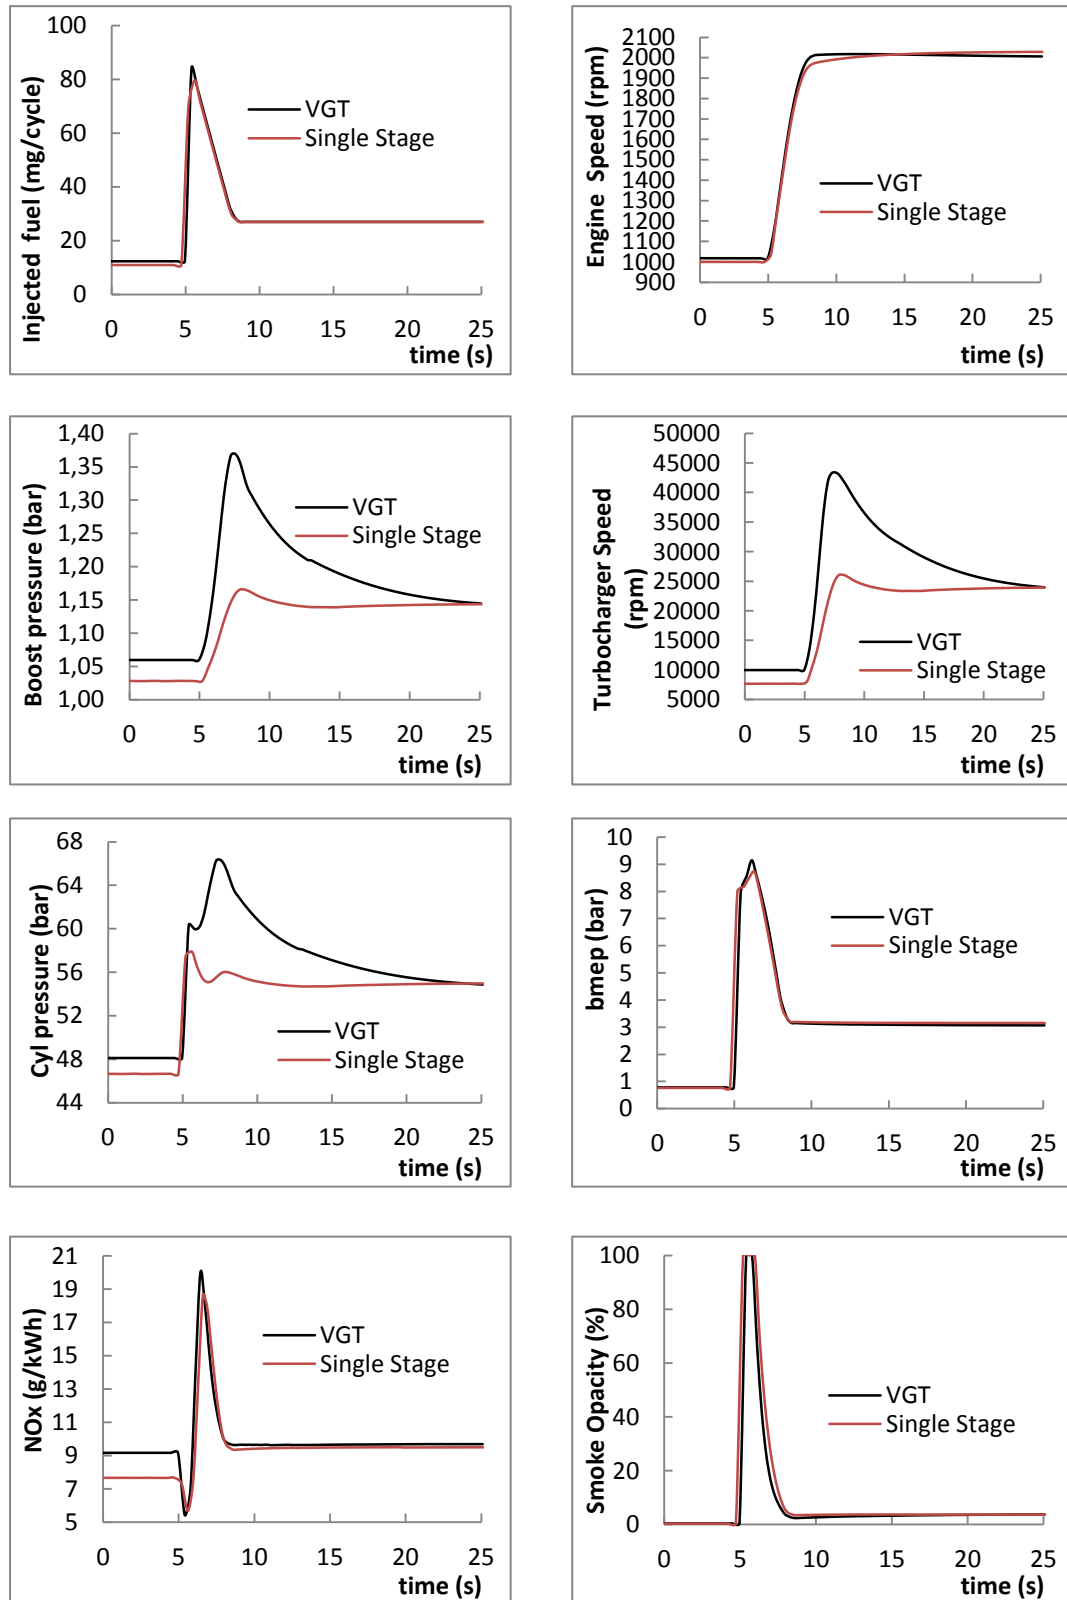 Injected fuel (mg/cycle)
100
80
60
40
20
0
VGT
Single Stage
0 5 10 15 20 25
time (s)
Engine Speed (rpm)
2100
2000
1900
1800
1700
1600
1500
1400
1300
1200
1100
1000
900
VGT
Single Stage
0 5 10 15 20 25
time (s)
Boost pressure (bar)
1,40
1,35
1,30
1,25
1,20
1,15
1,10
1,05
1,00
VGT
Single Stage
0 5 10 15 20 25
time (s)
Turbocharger Speed
(rpm)
50000
45000
40000
35000
30000
25000
20000
15000
10000
5000
VGT
Single Stage
0 5 10 15 20 25
time (s)
Cyl pressure (bar)
68
64
60
56
52
48
44
VGT
Single Stage
0 5 10 15 20 25
time (s)
bmep (bar)
10
9
8
7
6
5
4
3
2
1
0
VGT
Single Stage
0 5 10 15 20 25
time (s)
NOx (g/kWh)
21
19
17
15
13
11
9
7
5
VGT
Single Stage
0 5 10 15 20 25
time (s)
Smoke Opacity (%)
100
80
60
40
20
0
VGT
Single Stage
0 5 10 15 20 25
time (s)